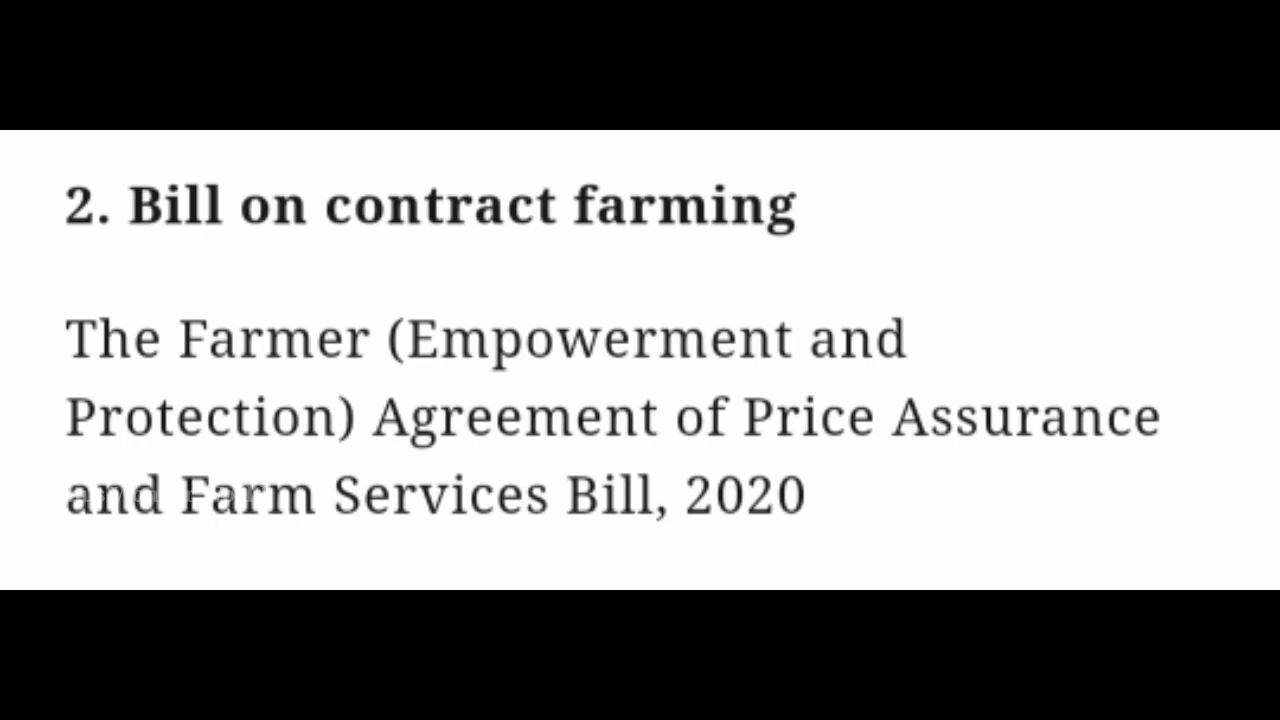 2. Bill on contract farming
The Farmer (Empowerment and
Protection) Agreement of Price Assurance
and Farm Services Bill, 2020